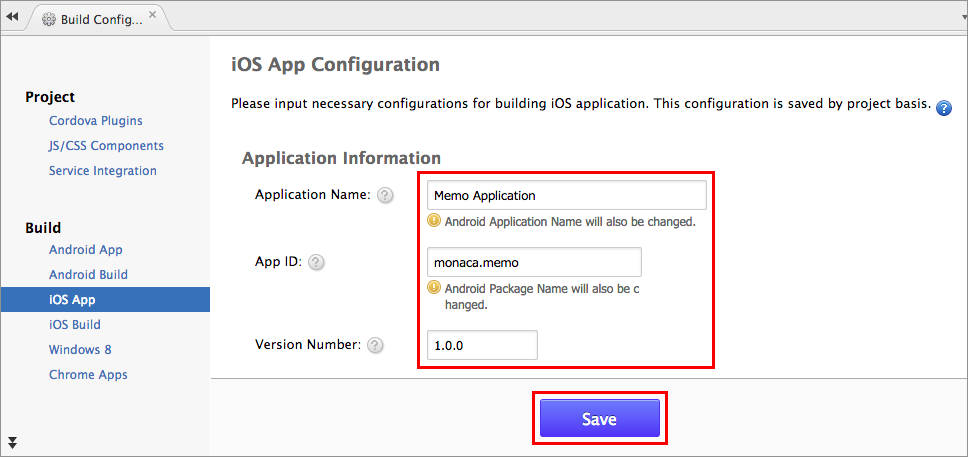 Build Config...
Project
Cordova Plugins
JS/CSS Components
Service Integration
Build
Android App
Android Build
iOS App
iOS Build
Windows 8
Chrome Apps
iOS App Configuration
Please input necessary configurations for building iOS application. This configuration is saved by project basis. ?
Application Information
Application Name: ? Memo Application
Android Application Name will also be changed.
App ID: ? monaca.memo
Android Package Name will also be c
hanged.
Version Number: ? 1.0.0
Save